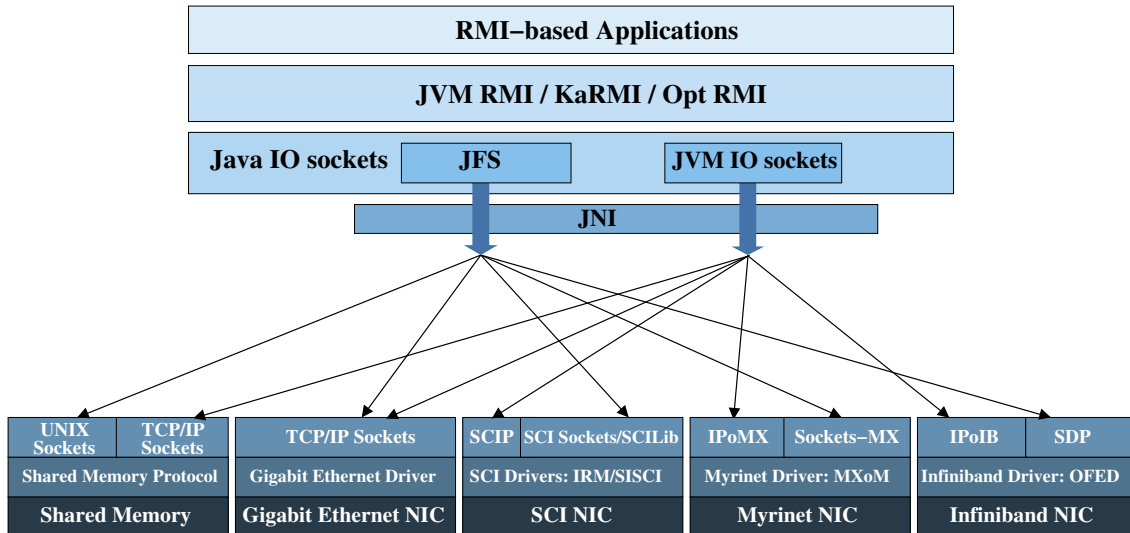 RMI−based Applications
JVM RMI / KaRMI / Opt RMI
Java IO sockets
JFS
JVM IO sockets
JNI
UNIX
Sockets
TCP/IP
Sockets
TCP/IP Sockets
SCIP
SCI Sockets/SCILib
IPoMX
Sockets−MX
IPoIB
SDP
Shared Memory Protocol
Gigabit Ethernet Driver
SCI Drivers: IRM/SISCI
Myrinet Driver: MXoM
Infiniband Driver: OFED
Shared Memory
Gigabit Ethernet NIC
SCI NIC
Myrinet NIC
Infiniband NIC